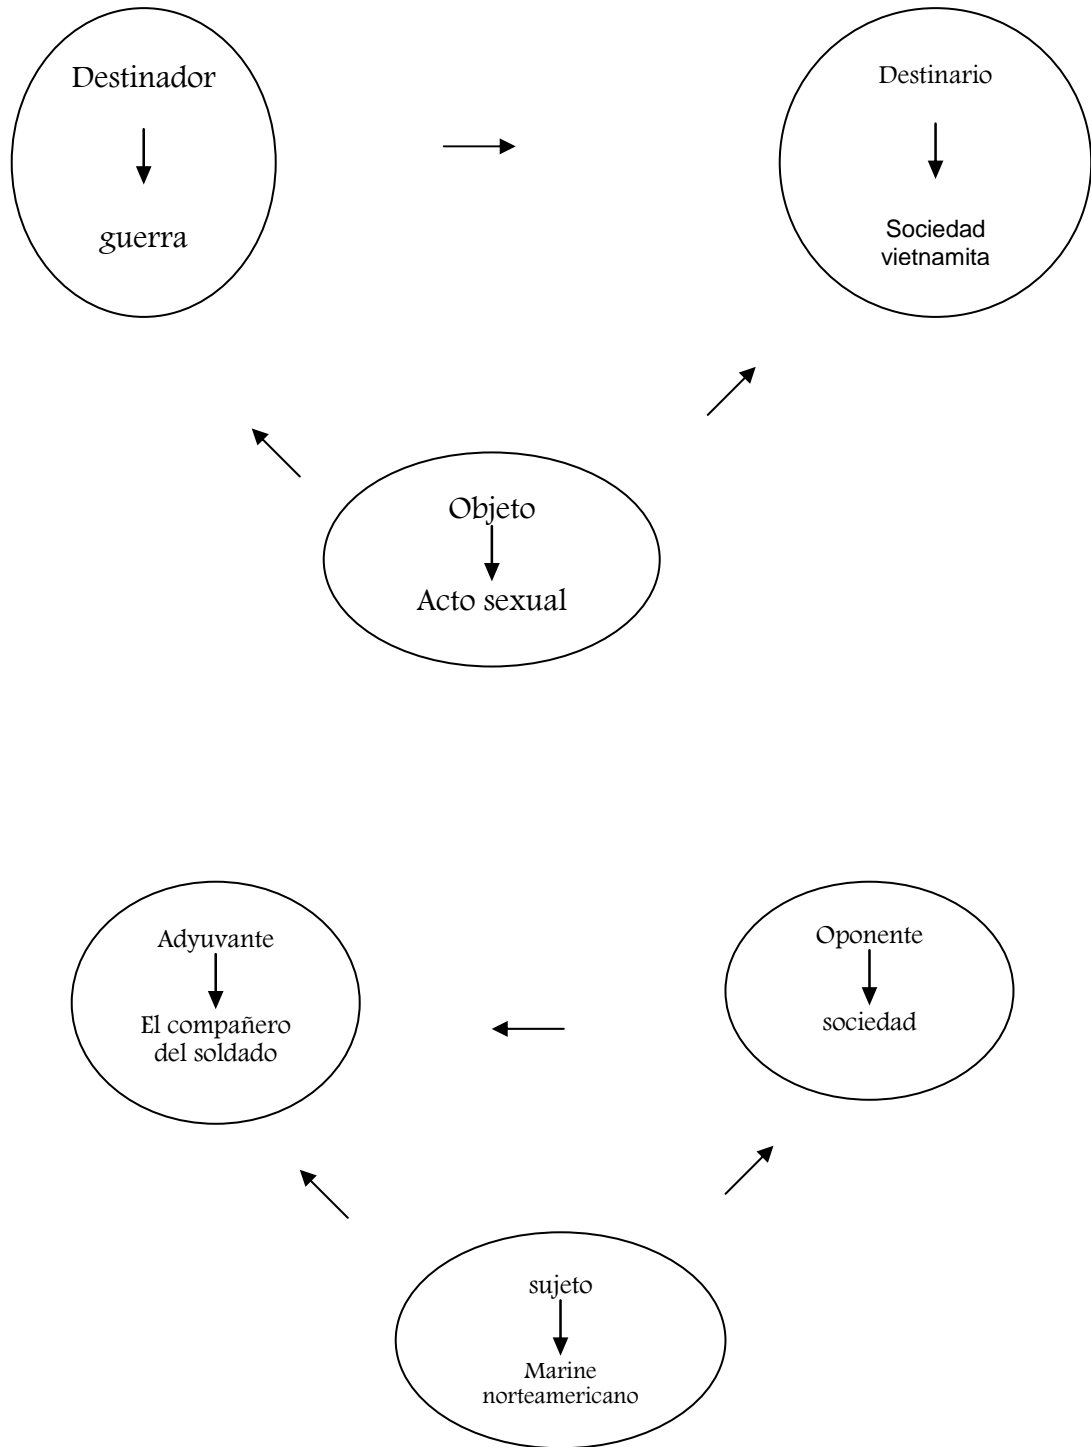 Destinador
guerra
Destinario
Sociedad
vietnamita
Objeto
Acto sexual
Adyuvante
El compañero
del soldado
Oponente
sociedad
sujeto
Marine
norteamericano